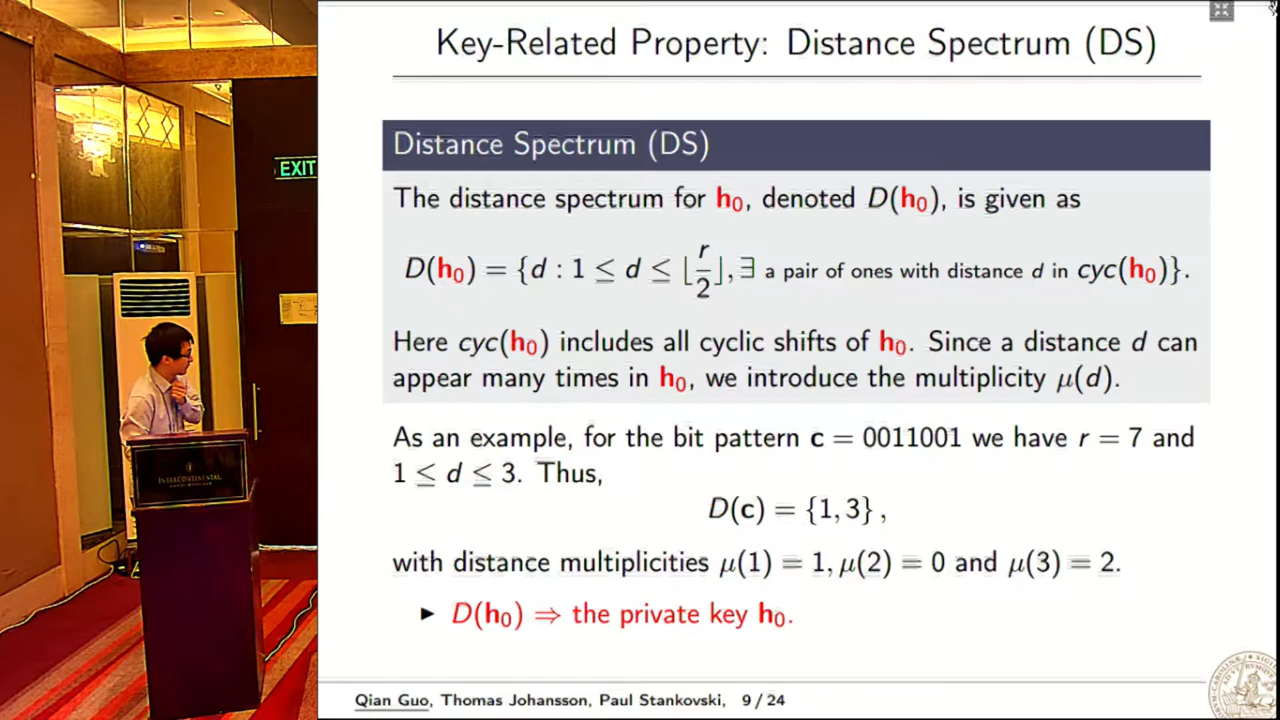 Key-Related Property: Distance Spectrum (DS)
Distance Spectrum (DS)
The distance spectrum for h₀, denoted D(h₀), is given as
D(h₀) = {d : 1 ≤ d ≤ ⌊r/2⌋, ∃ a pair of ones with distance d in cyc(h₀)}.
Here cyc(h₀) includes all cyclic shifts of h₀. Since a distance d can
appear many times in h₀, we introduce the multiplicity μ(d).
As an example, for the bit pattern c = 0011001 we have r = 7 and
1 ≤ d ≤ 3. Thus,
D(c) = {1, 3} ,
with distance multiplicities μ(1) = 1, μ(2) = 0 and μ(3) = 2.
► D(h₀) ⇒ the private key h₀.
Qian Guo, Thomas Johansson, Paul Stankovski, 9 / 24
EXIT
INTERCONTINENTAL